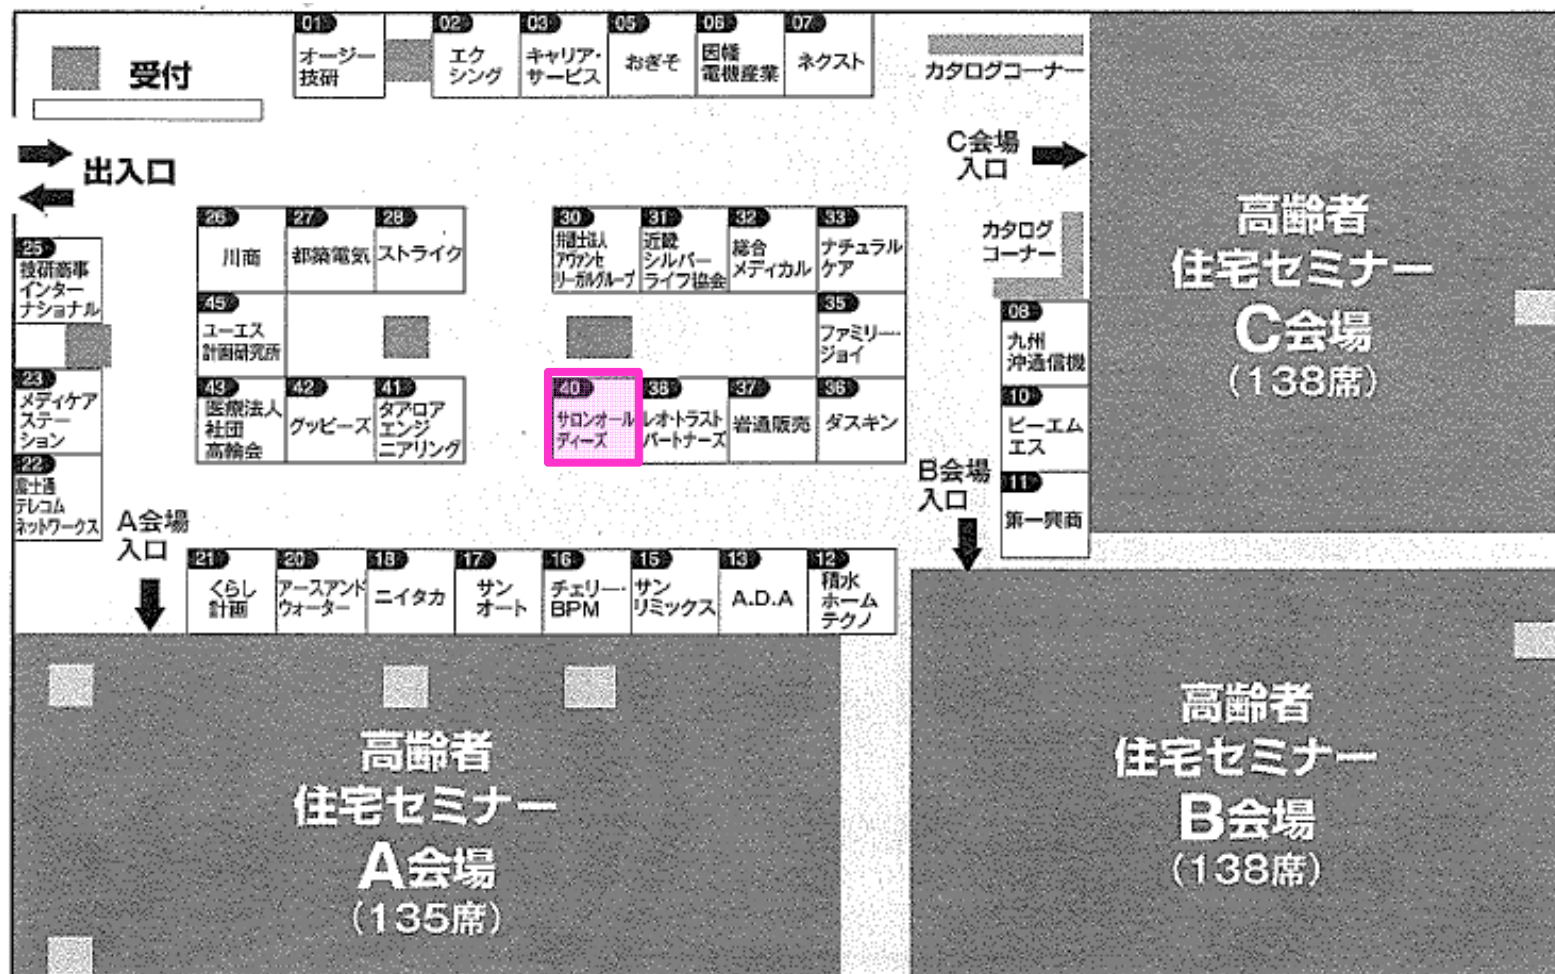 01
オージー
技研
02
エク
シング
03
キャリア・
サービス
05
おぎそ
06
因幡
電機産業
07
ネクスト
受付
カタログコーナー
出入口
C会場
入口
高齢者
住宅セミナー
C会場
(138席)
カタログ
コーナー
26
川商
27
都築電気
28
ストライク
30
弁護士法人
アヴァンセ
リーガルグループ
31
近畿
シルバー
ライフ協会
32
総合
メディカル
33
ナチュラル
ケア
25
技研商事
インター
ナショナル
45
ユーエス
計画研究所
35
ファミリー・
ジョイ
08
九州
沖通信機
23
メディケア
ステー
ション
43
医療法人
社団
高輪会
42
グッピーズ
41
タアロア
エンジ
ニアリング
40
サロンオール
ディーズ
38
レオ・トラスト
パートナーズ
37
岩通販売
36
ダスキン
10
ビーエム
エス
22
富士通
テレコム
ネットワークス
B会場
入口
11
第一興商
A会場
入口
21
くらし
計画
20
アースアンド
ウォーター
18
ニイタカ
17
サン
オート
16
チェリー・
BPM
15
サン
リミックス
13
A.D.A
12
積水
ホーム
テクノ
高齢者
住宅セミナー
A会場
(135席)
高齢者
住宅セミナー
B会場
(138席)